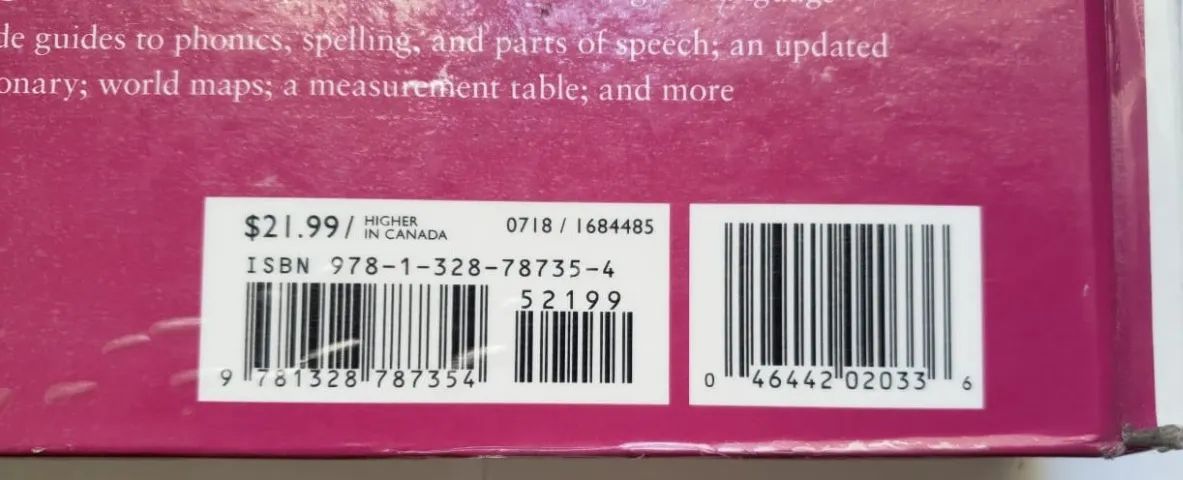 de guides to phonics, spelling, and parts of speech; an updated
onary; world maps; a measurement table; and more
$21.99/ HIGHER IN CANADA 0718 / 1684485
ISBN 978-1-328-78735-4
52199
9 781328 787354
0 46442 02033 6